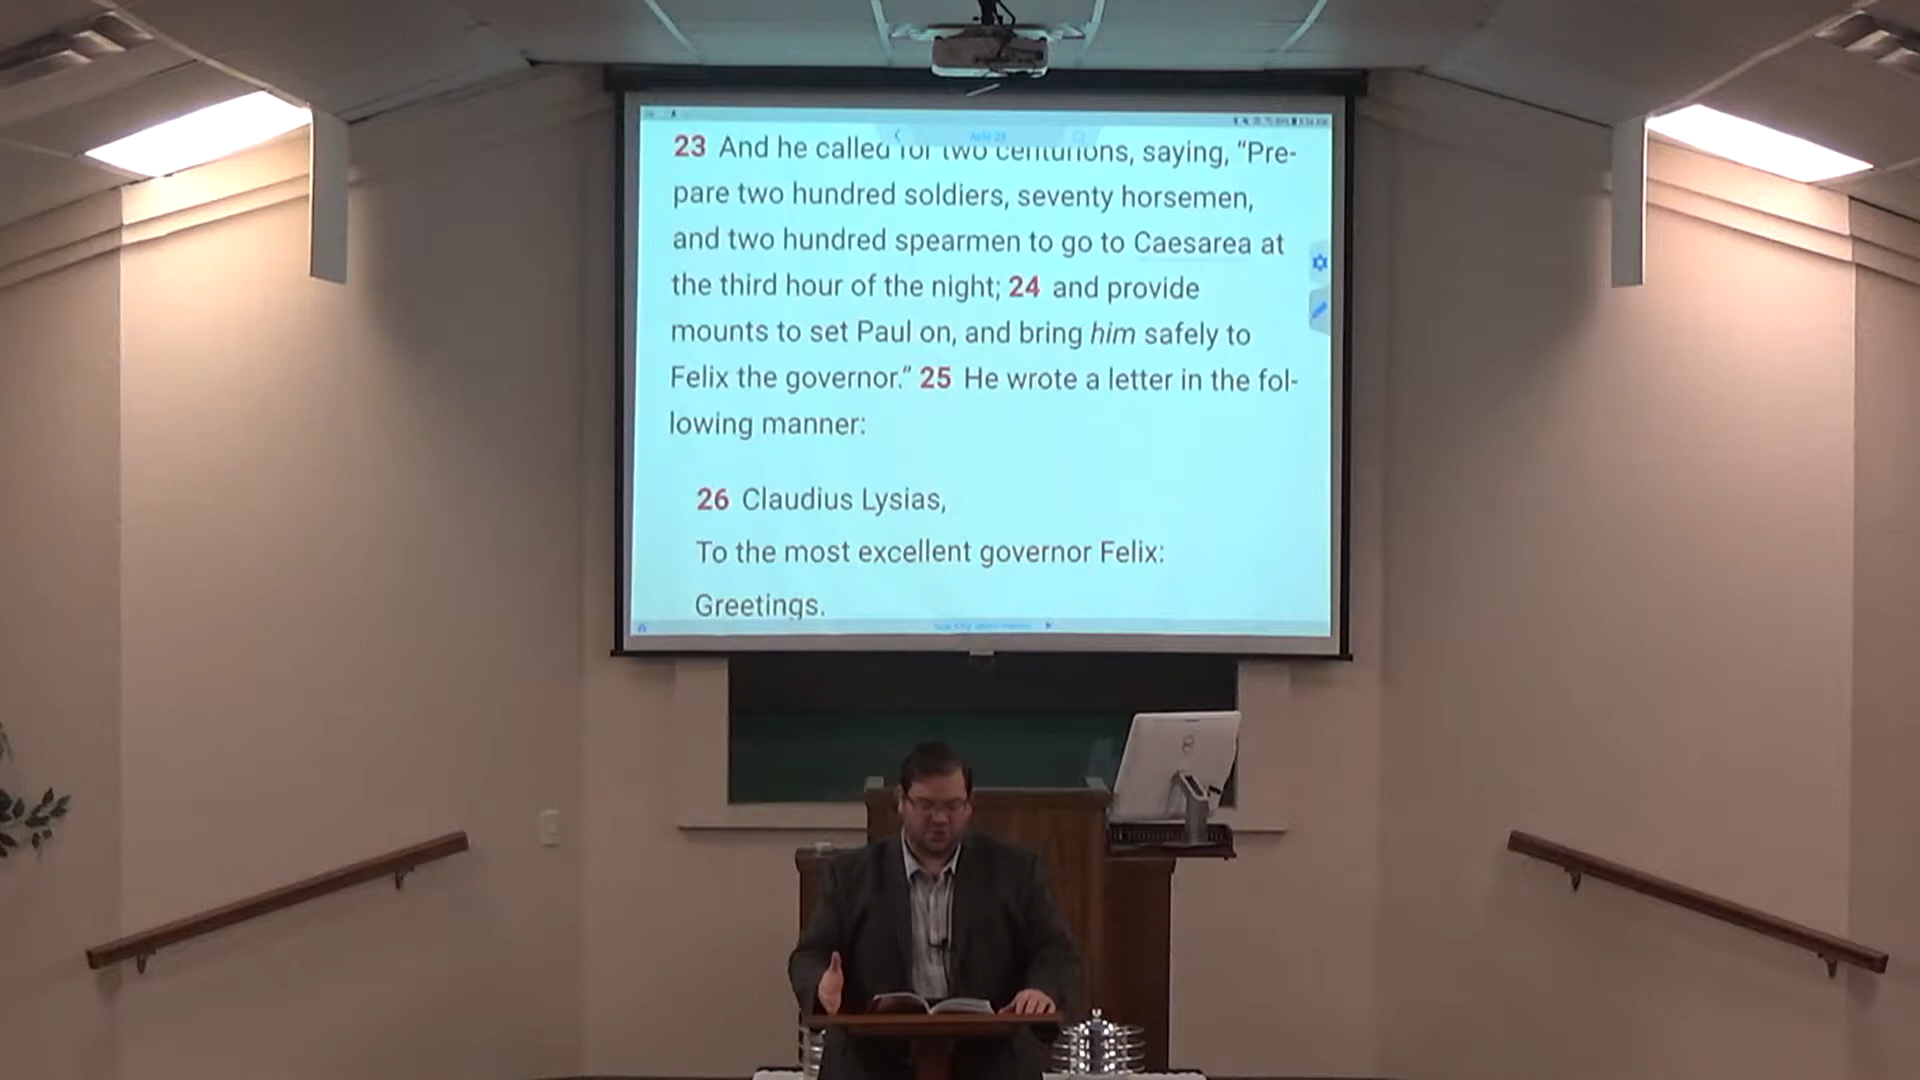 Acts 23
23 And he called for two centurions, saying, “Pre-
pare two hundred soldiers, seventy horsemen,
and two hundred spearmen to go to Caesarea at
the third hour of the night; 24 and provide
mounts to set Paul on, and bring him safely to
Felix the governor.” 25 He wrote a letter in the fol-
lowing manner:
26 Claudius Lysias,
To the most excellent governor Felix:
Greetings.